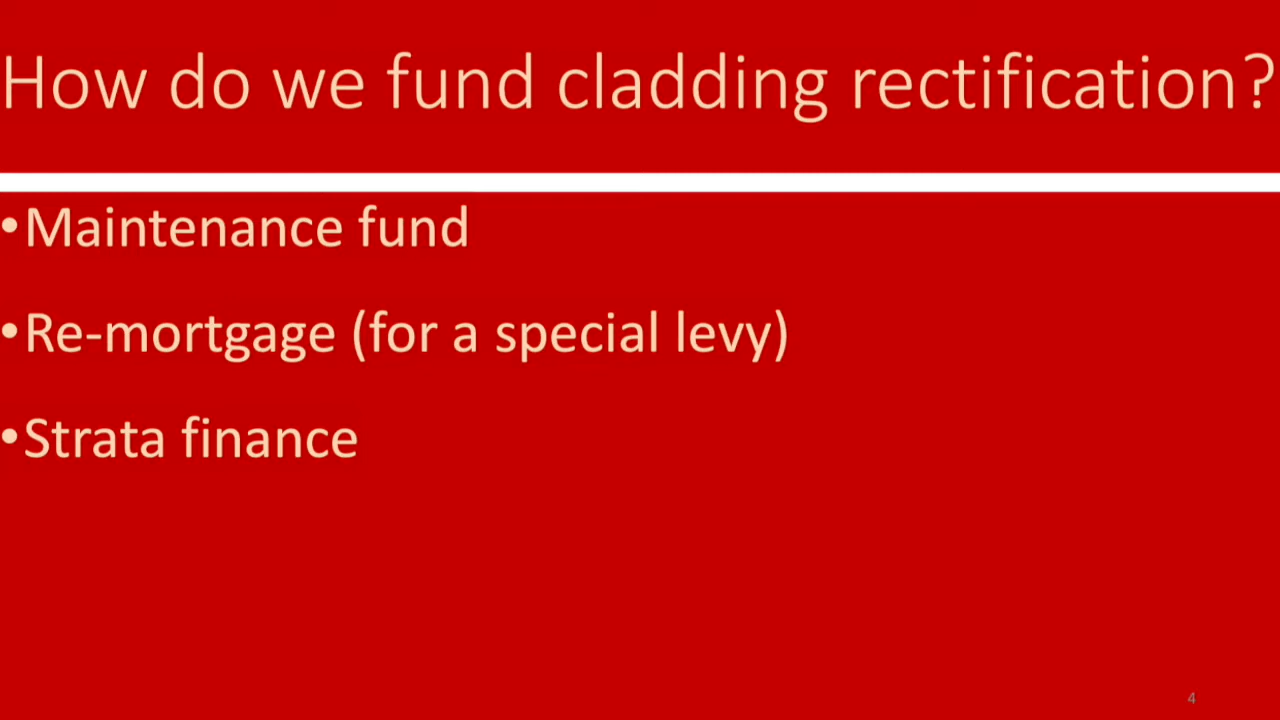 How do we fund cladding rectification?
•Maintenance fund
•Re-mortgage (for a special levy)
•Strata finance
4